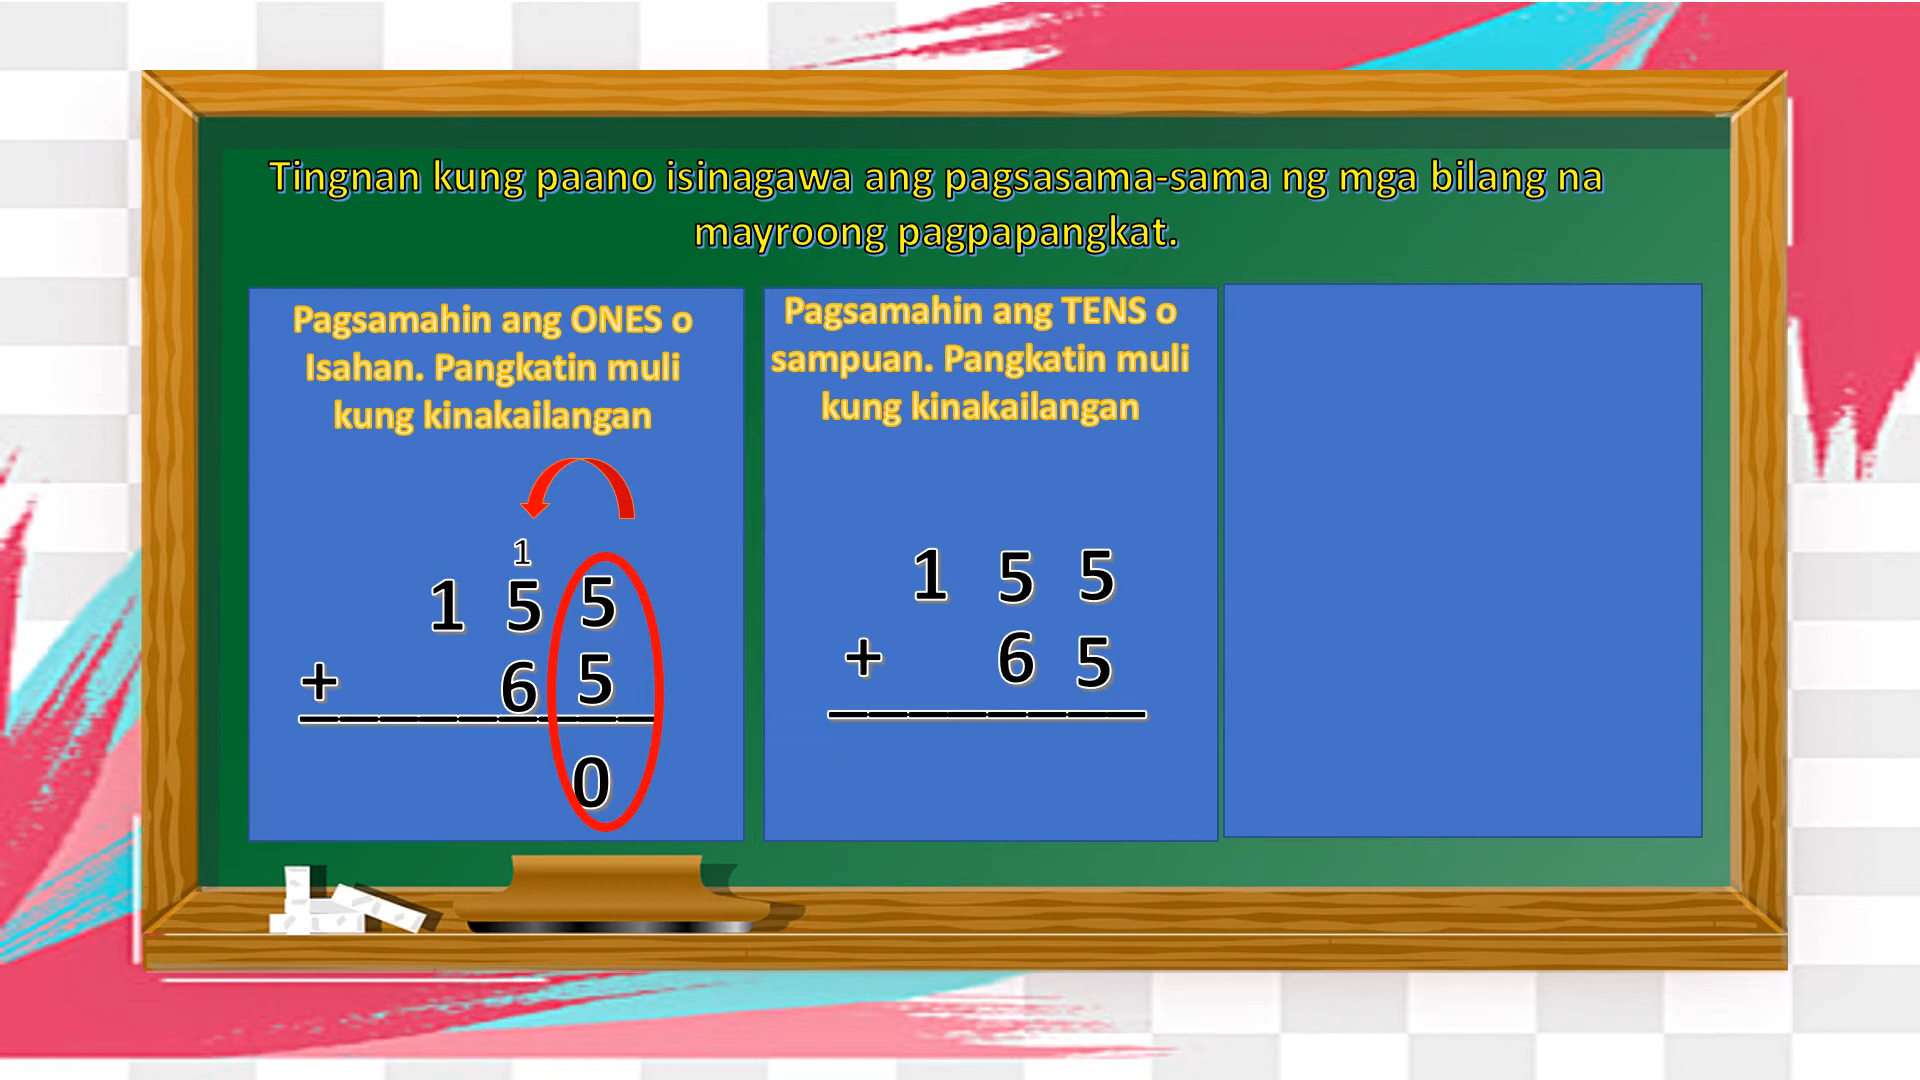 Tingnan kung paano isinagawa ang pagsasama-sama ng mga bilang na
mayroong pagpapangkat.
Pagsamahin ang ONES o
Isahan. Pangkatin muli
kung kinakailangan
1
1 5 5
+ 6 5
0
Pagsamahin ang TENS o
sampuan. Pangkatin muli
kung kinakailangan
1 5 5
+ 6 5